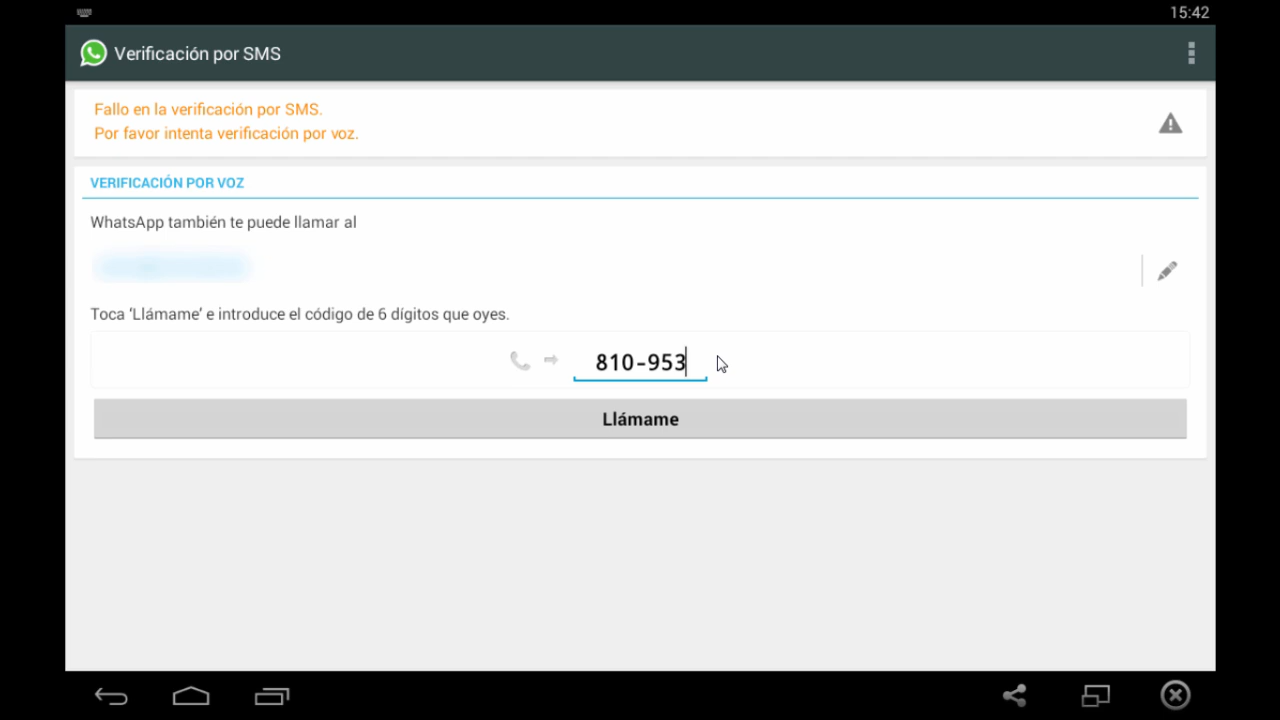 15:42
Verificación por SMS
Fallo en la verificación por SMS.
Por favor intenta verificación por voz.
VERIFICACIÓN POR VOZ
WhatsApp también te puede llamar al
Toca ‘Llámame’ e introduce el código de 6 dígitos que oyes.
810-953
Llámame